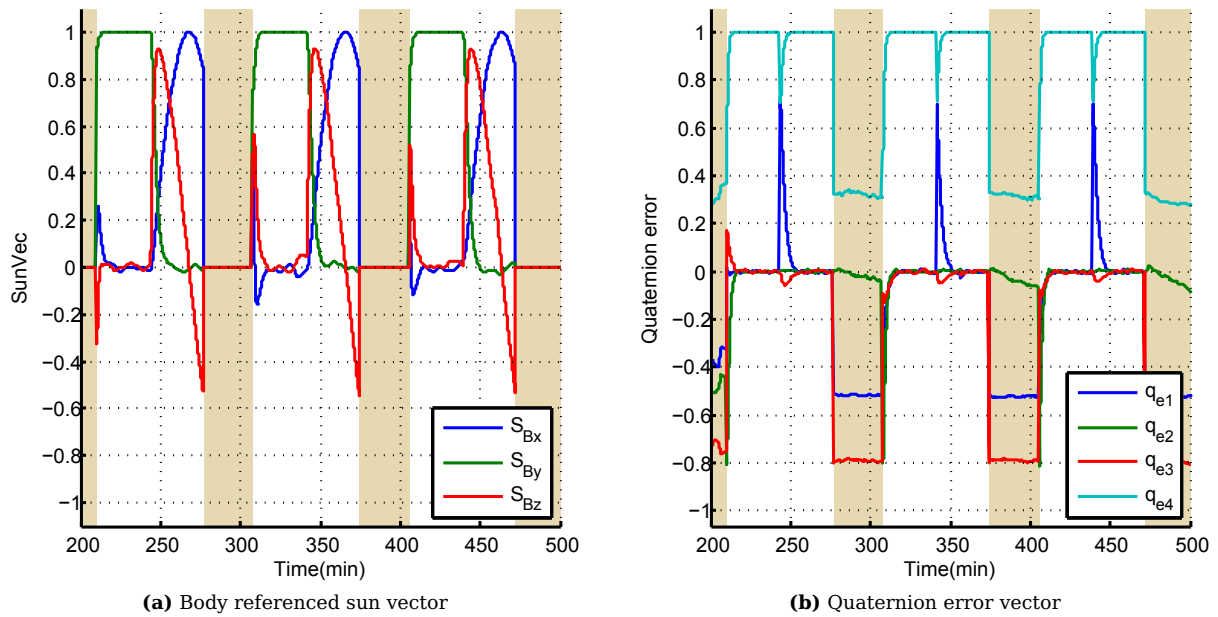 1
0.8
0.6
0.4
0.2
0
−0.2
−0.4
−0.6
−0.8
−1
SunVec
200 250 300 350 400 450 500
Time(min)
S_Bx
S_By
S_Bz
(a) Body referenced sun vector
1
0.8
0.6
0.4
0.2
0
−0.2
−0.4
−0.6
−0.8
−1
Quaternion error
200 250 300 350 400 450 500
Time(min)
q_e1
q_e2
q_e3
q_e4
(b) Quaternion error vector